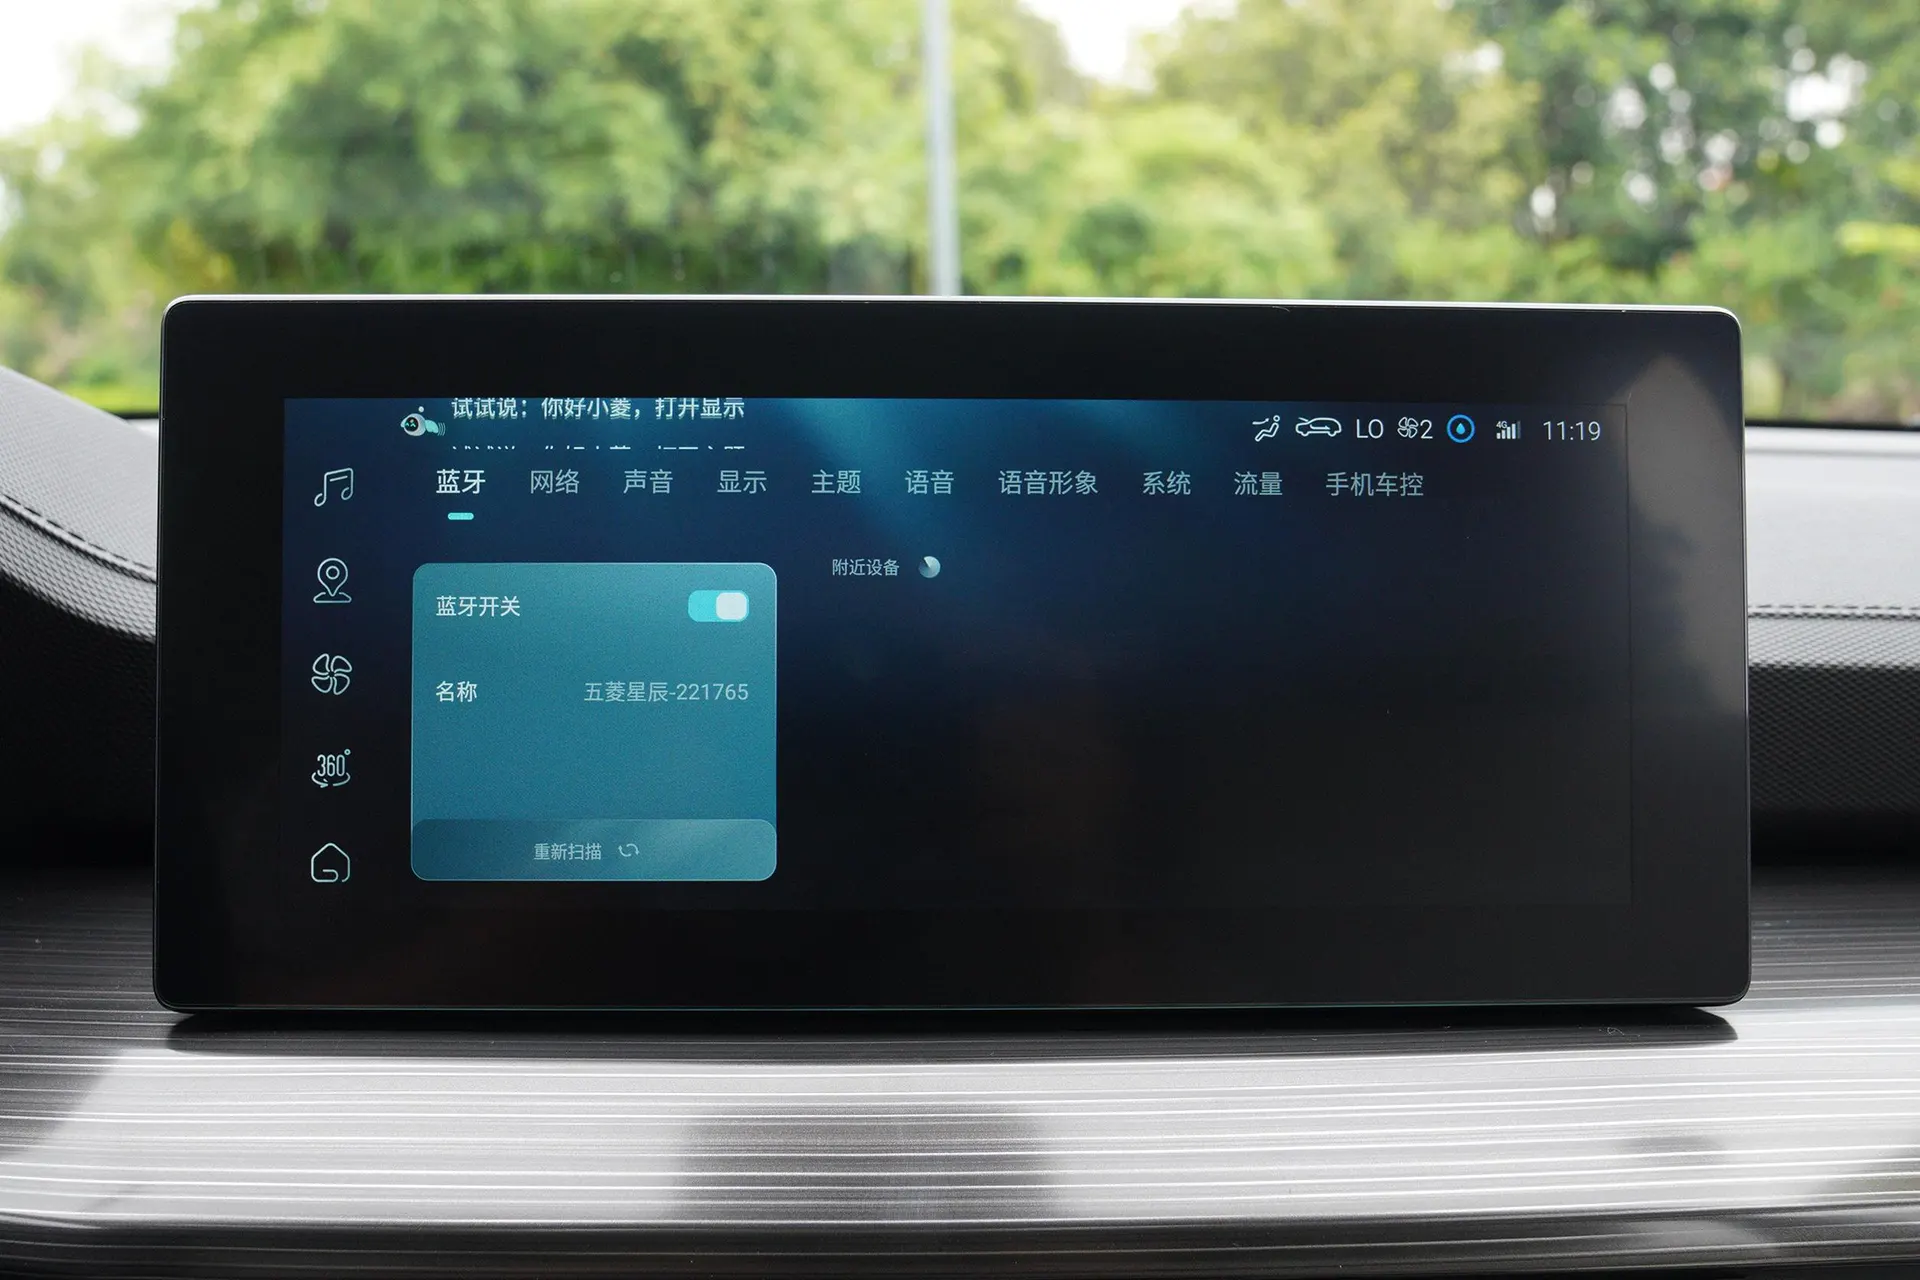 试试说：你好小菱，打开显示
LO 2 4G 11:19
蓝牙 网络 声音 显示 主题 语音 语音形象 系统 流量 手机车控
附近设备
蓝牙开关
名称 五菱星辰-221765
360°
重新扫描